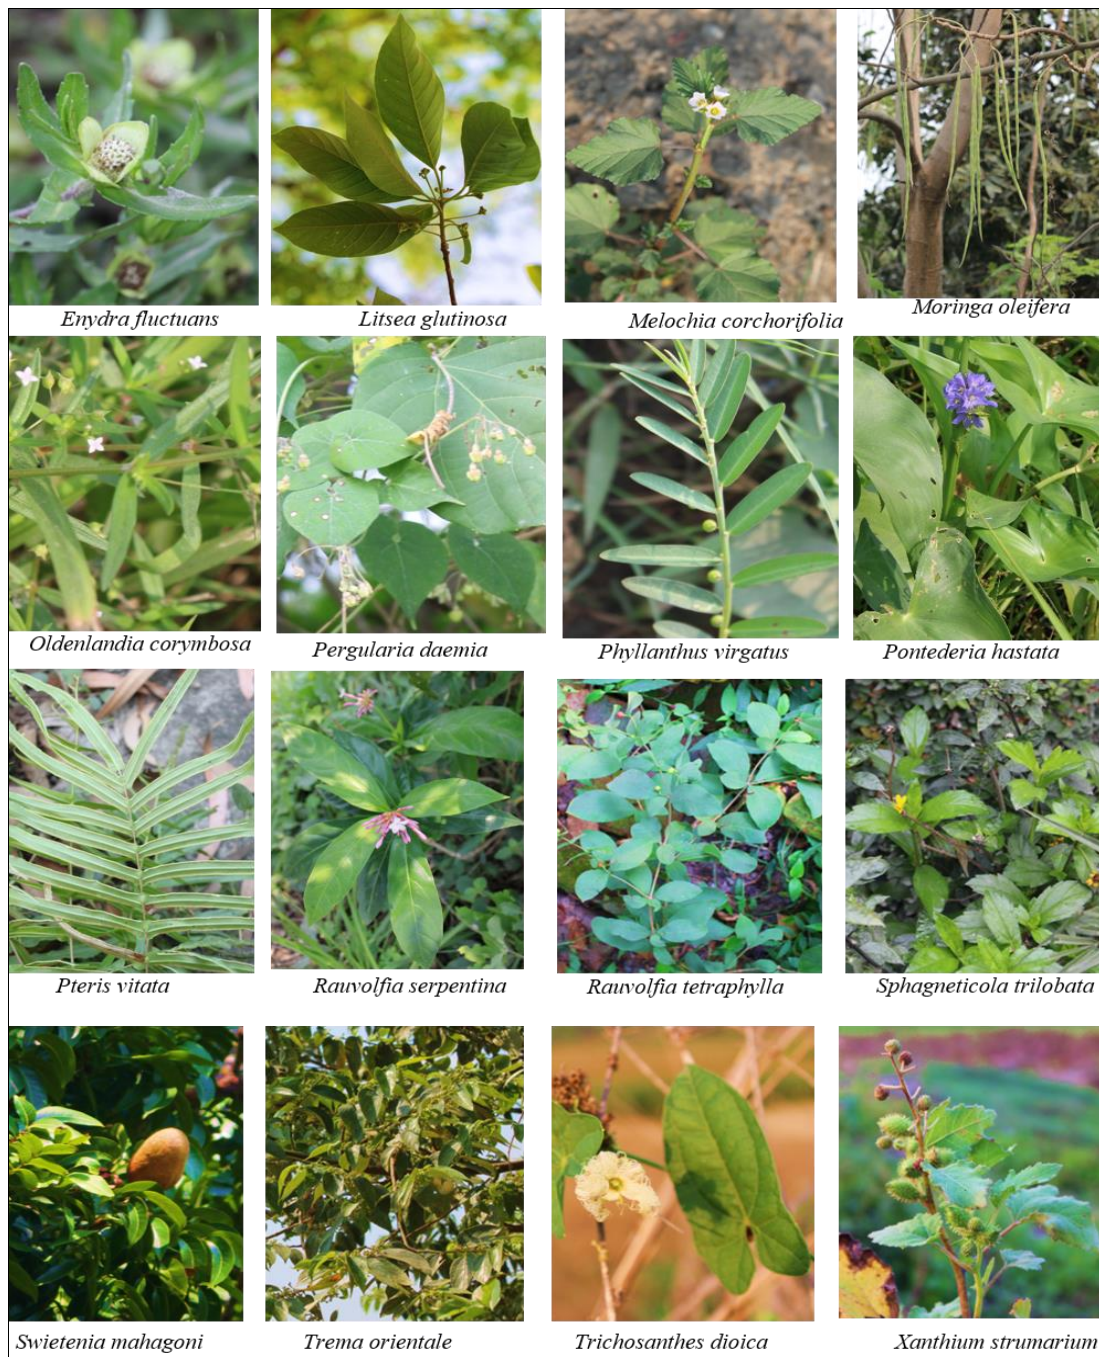 Enydra fluctuans
Litsea glutinosa
Melochia corchorifolia
Moringa oleifera
Oldenlandia corymbosa
Pergularia daemia
Phyllanthus virgatus
Pontederia hastata
Pteris vitata
Rauvolfia serpentina
Rauvolfia tetraphylla
Sphagneticola trilobata
Swietenia mahagoni
Trema orientale
Trichosanthes dioica
Xanthium strumarium